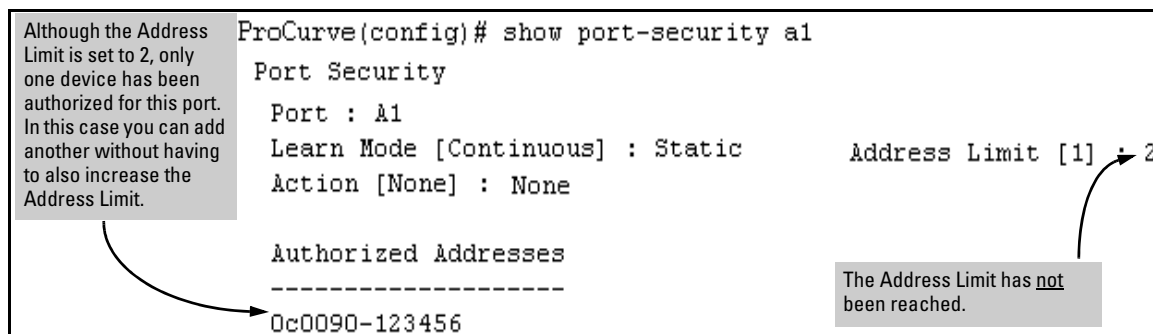 Although the Address
Limit is set to 2, only
one device has been
authorized for this port.
In this case you can add
another without having
to also increase the
Address Limit.
ProCurve(config)# show port-security a1
Port Security
Port : A1
Learn Mode [Continuous] : Static Address Limit [1] : 2
Action [None] : None
Authorized Addresses
--------------------
0c0090-123456
The Address Limit has not
been reached.